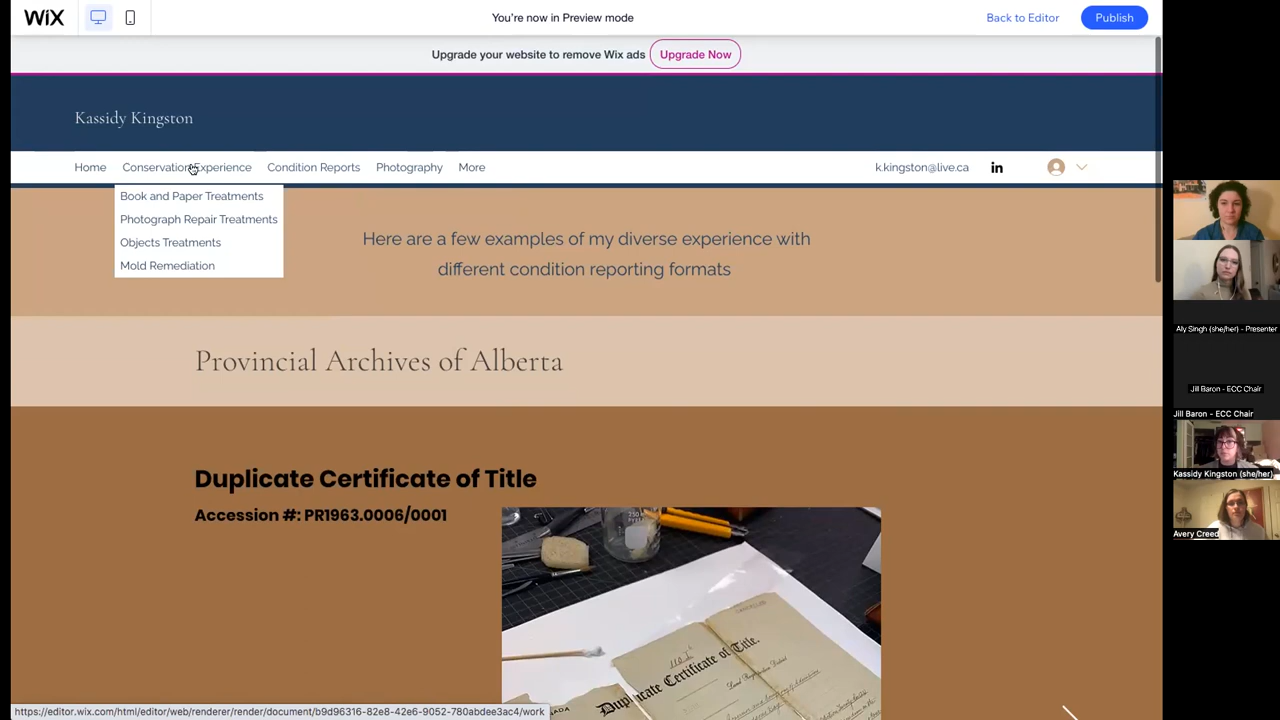 WiX
You're now in Preview mode
Back to Editor
Publish
Upgrade your website to remove Wix ads
Upgrade Now
Kassidy Kingston
Home
Conservation Experience
Condition Reports
Photography
More
k.kingston@live.ca
in
Book and Paper Treatments
Photograph Repair Treatments
Objects Treatments
Mold Remediation
Here are a few examples of my diverse experience with
different condition reporting formats
Provincial Archives of Alberta
Duplicate Certificate of Title
Accession #: PR1963.0006/0001
250
Duplicate Certificate of Title.
https://editor.wix.com/html/editor/web/renderer/render/document/b9d96316-82e8-42e6-9052-780abdee3ac4/work
Aly Singh (she/her) - Presenter
Jill Baron - ECC Chair
Jill Baron - ECC Chair
Kassidy Kingston (she/her)
Avery Creed